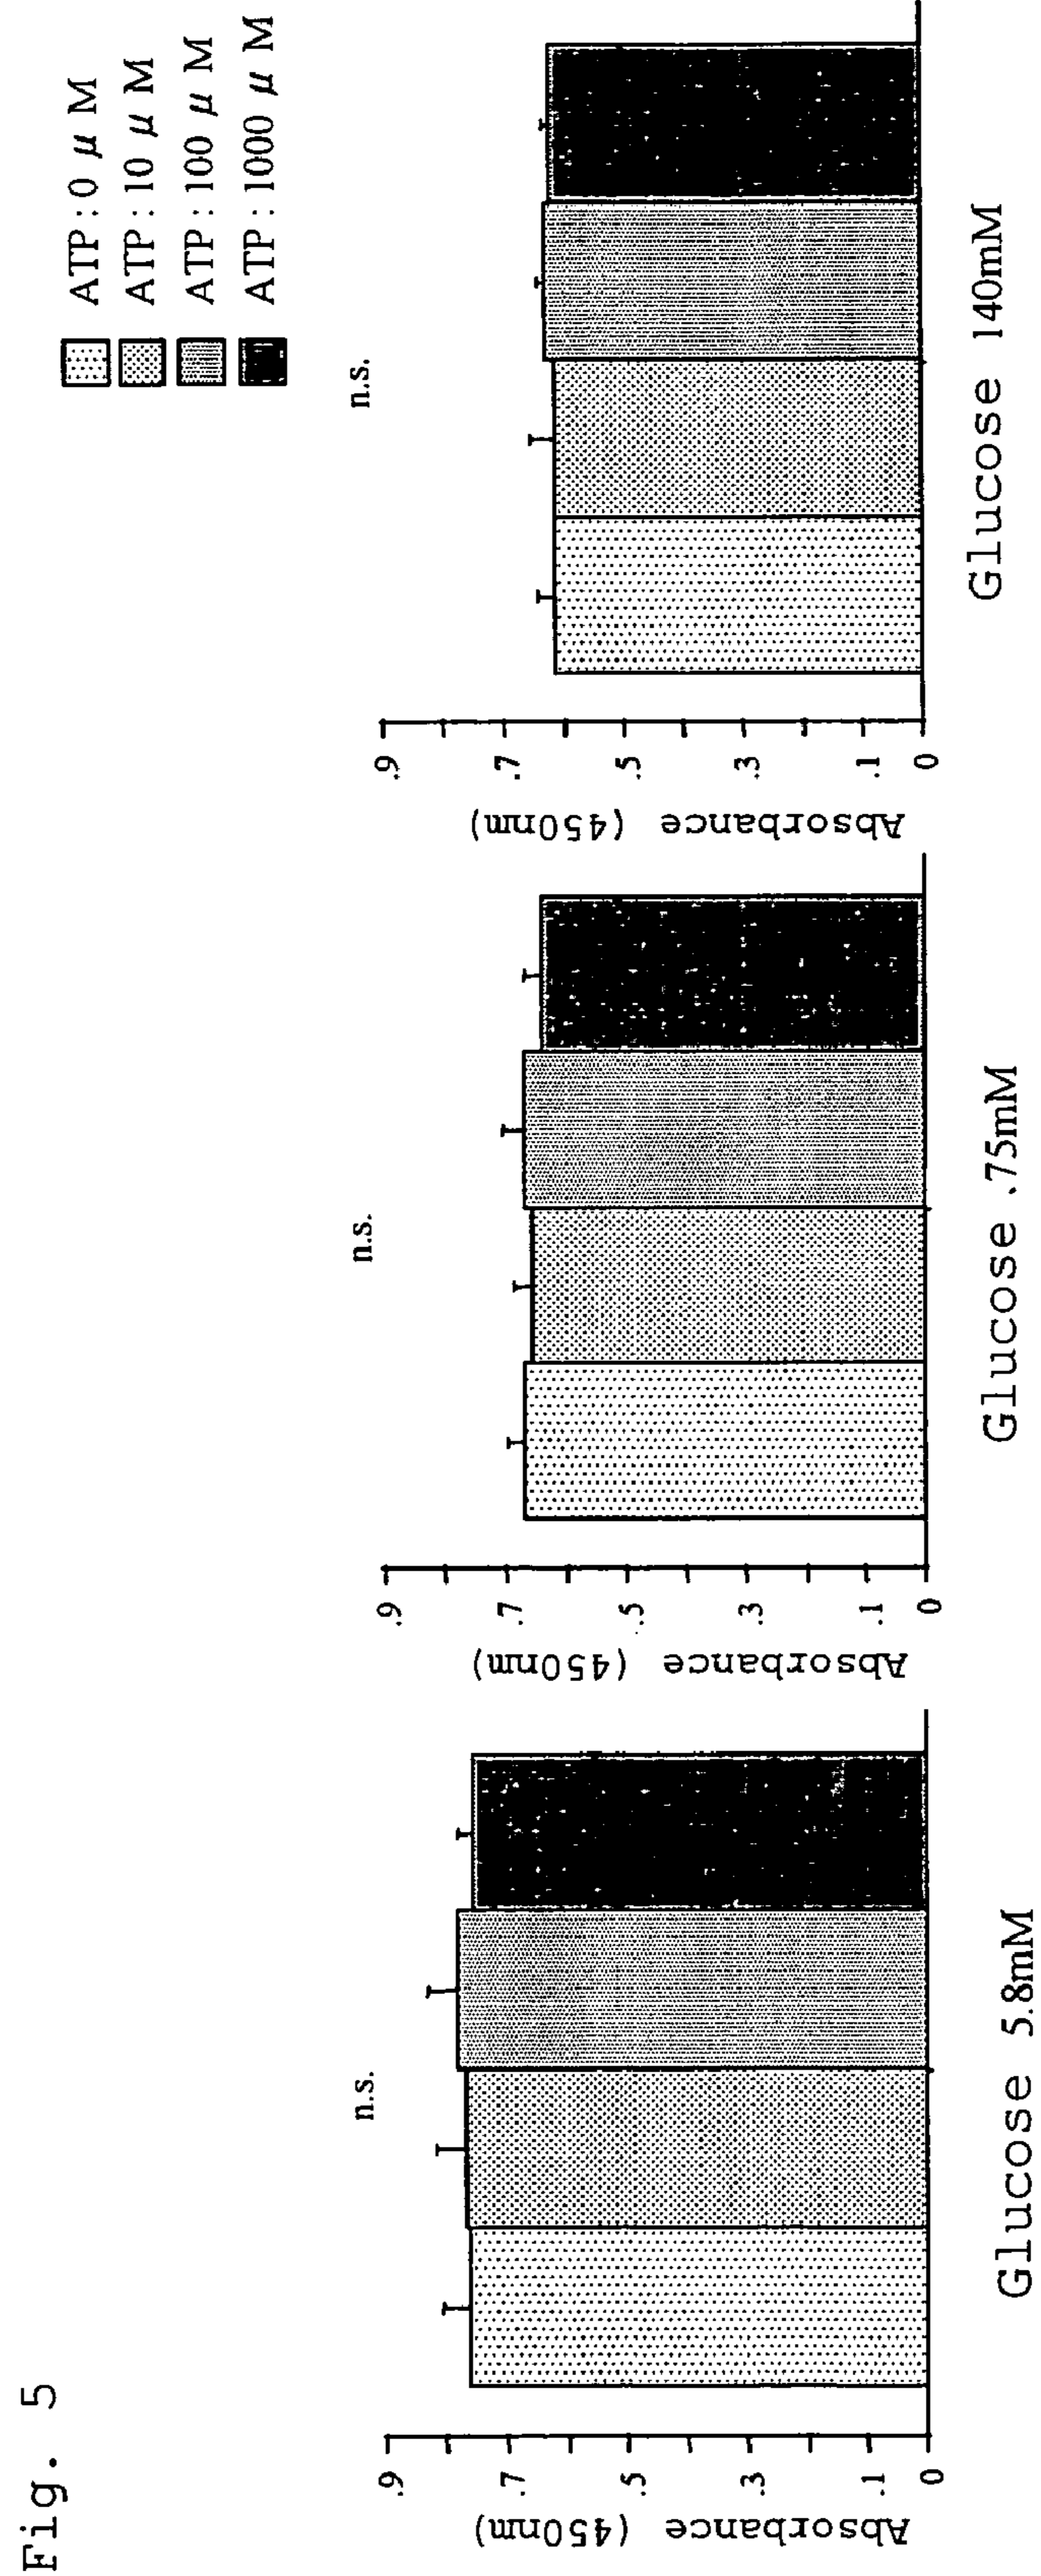 Fig. 5
ATP : 0 μ M
ATP : 10 μ M
ATP : 100 μ M
ATP : 1000 μ M
n.s.
Absorbance (450nm)
.9
.7
.5
.3
.1
0
Glucose 5.8mM
n.s.
Absorbance (450nm)
.9
.7
.5
.3
.1
0
Glucose .75mM
n.s.
Absorbance (450nm)
.9
.7
.5
.3
.1
0
Glucose 140mM